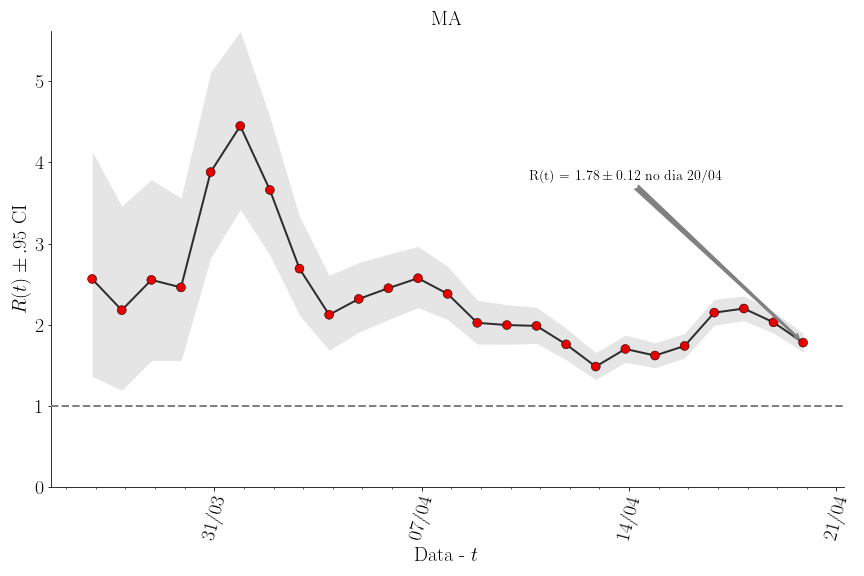 MA
R(t) ± .95 CI
5
4
3
2
1
0
R(t) = 1.78 ± 0.12 no dia 20/04
31/03
07/04
14/04
21/04
Data - t